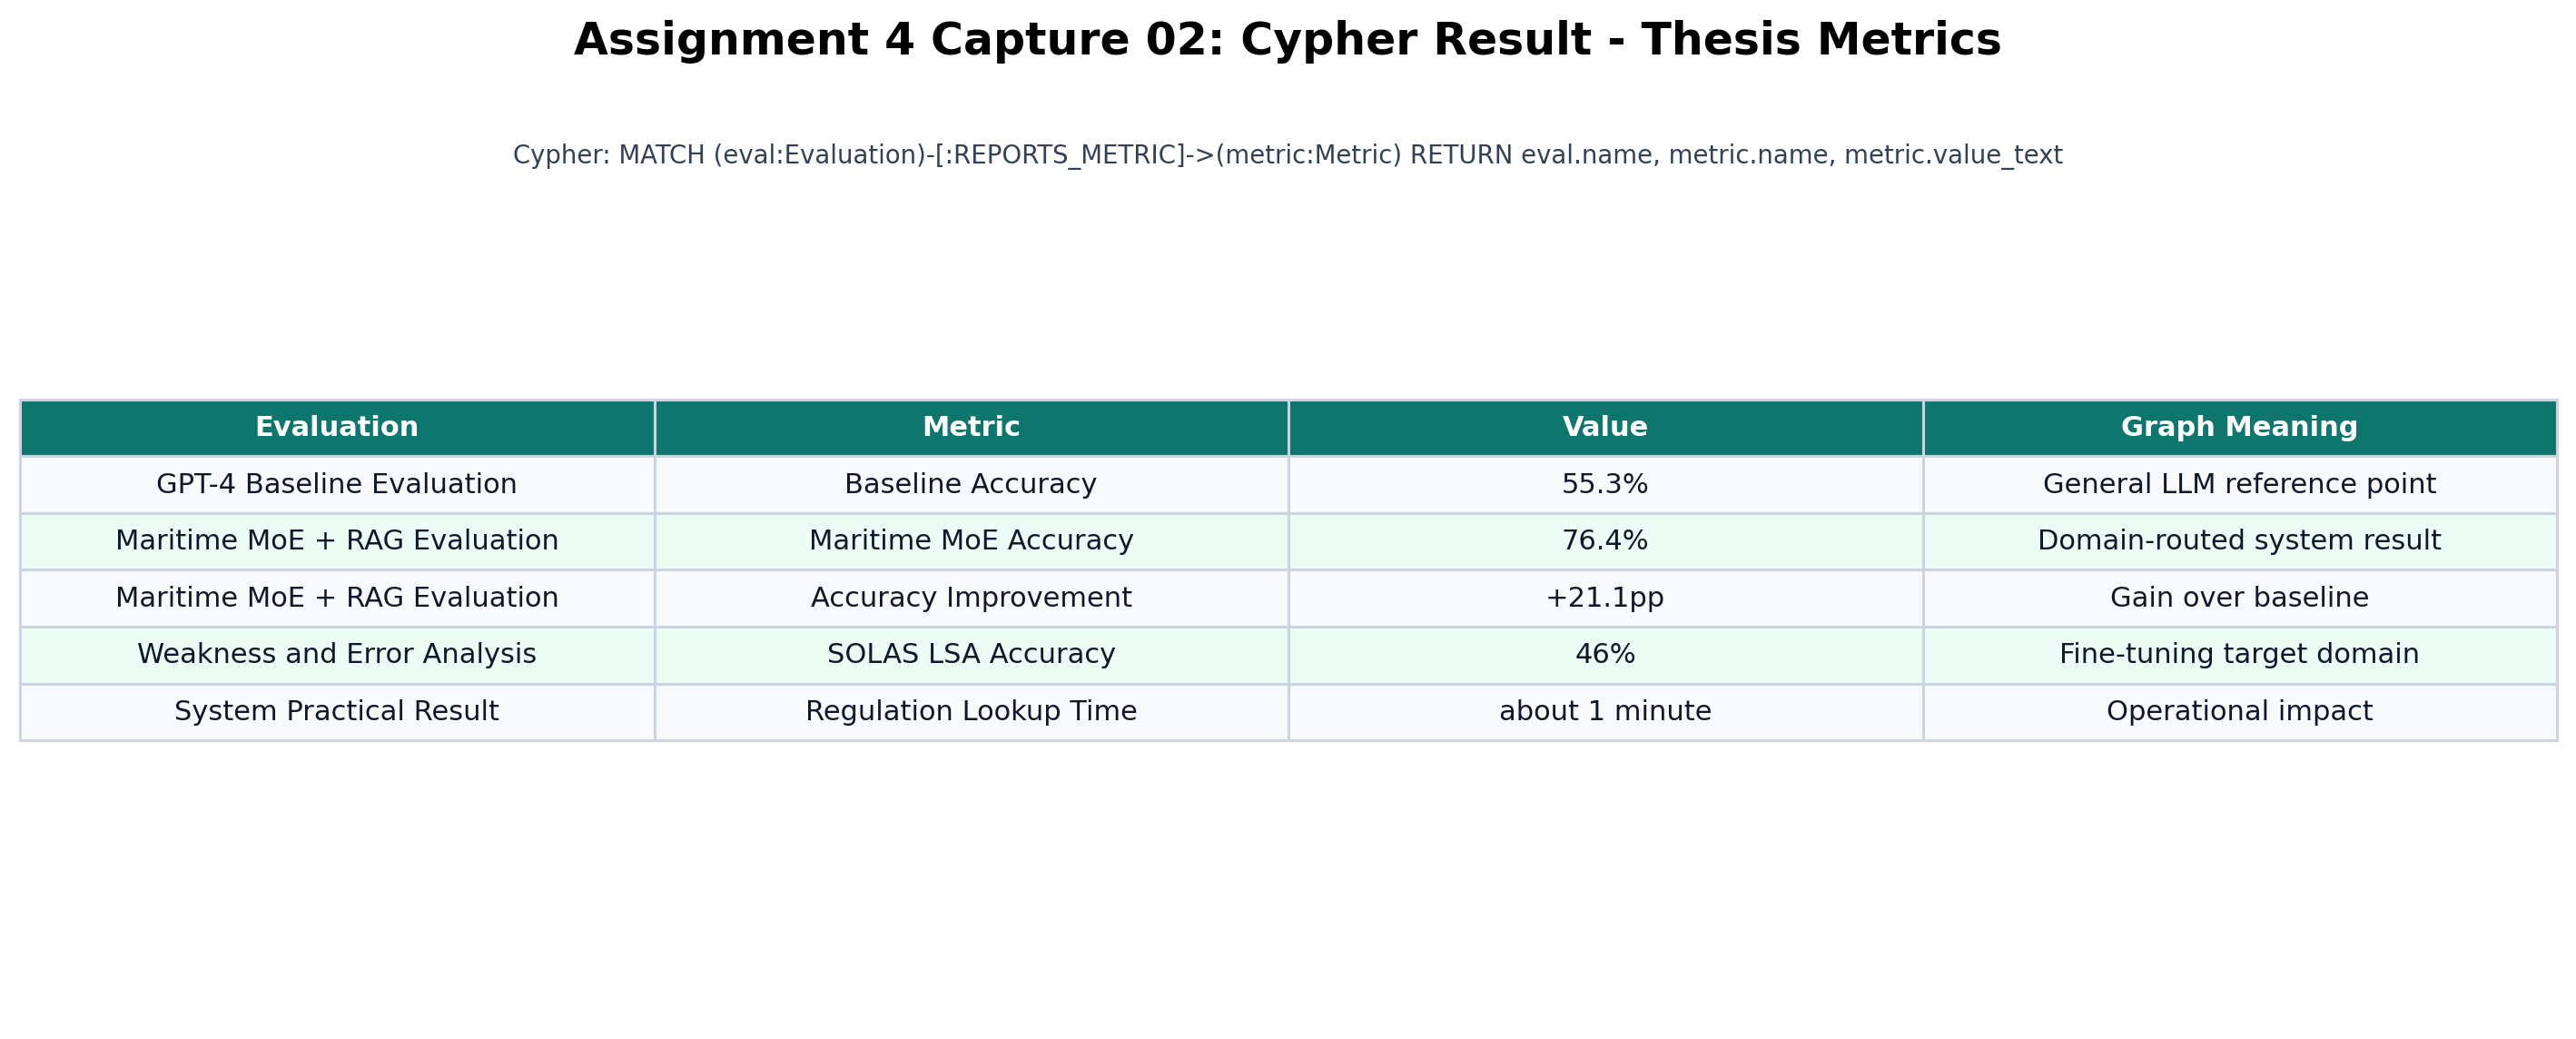 Assignment 4 Capture 02: Cypher Result - Thesis Metrics
Cypher: MATCH (eval:Evaluation)-[:REPORTS_METRIC]->(metric:Metric) RETURN eval.name, metric.name, metric.value_text
Evaluation Metric Value Graph Meaning
GPT-4 Baseline Evaluation Baseline Accuracy 55.3% General LLM reference point
Maritime MoE + RAG Evaluation Maritime MoE Accuracy 76.4% Domain-routed system result
Maritime MoE + RAG Evaluation Accuracy Improvement +21.1pp Gain over baseline
Weakness and Error Analysis SOLAS LSA Accuracy 46% Fine-tuning target domain
System Practical Result Regulation Lookup Time about 1 minute Operational impact